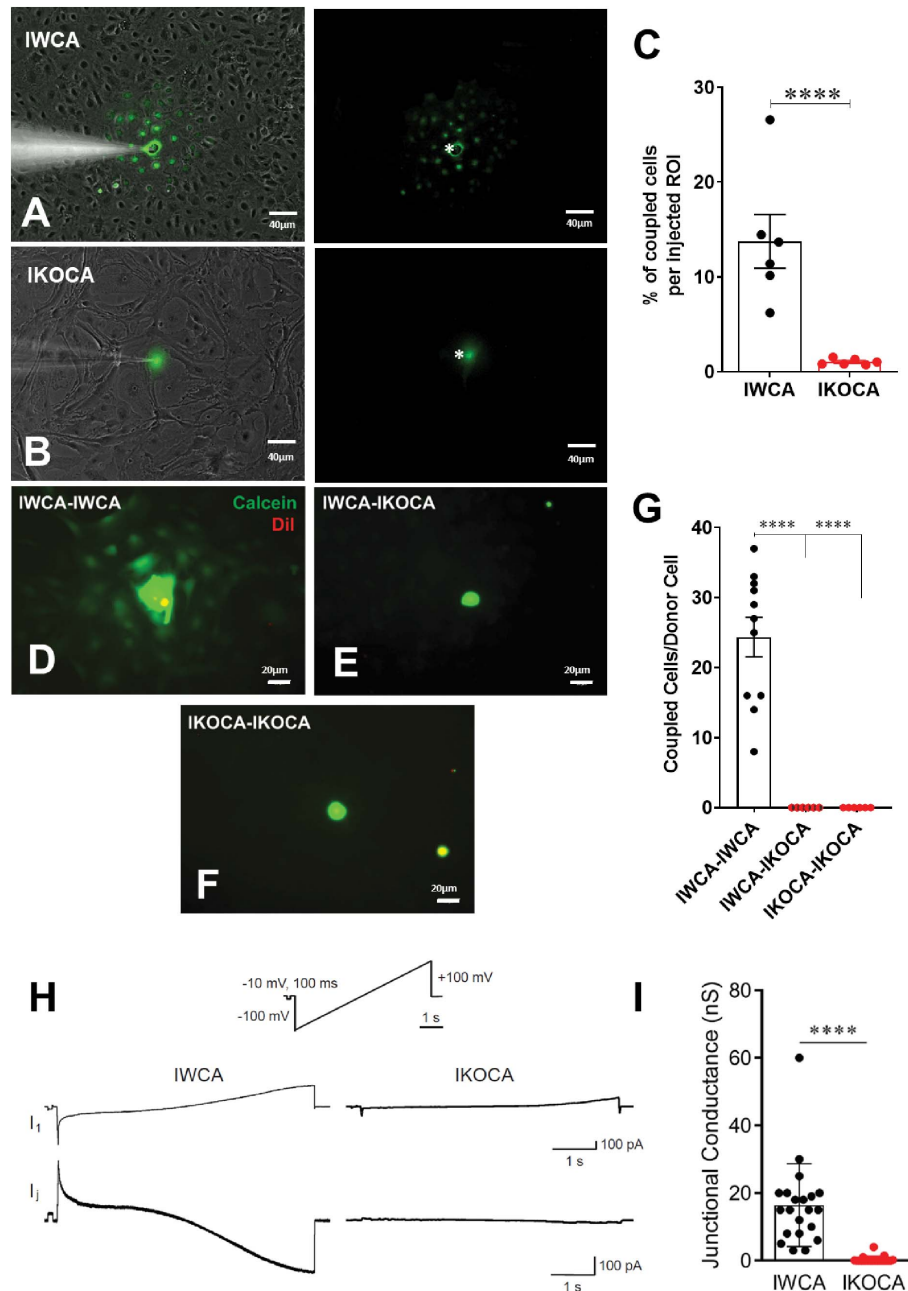 IWCA
A
40µm
*
40µm
IKOCA
B
40µm
*
40µm
C
% of coupled cells
per injected ROI
30
20
10
0
****
IWCA
IKOCA
IWCA-IWCA
Calcein
Dil
D
20µm
IWCA-IKOCA
E
20µm
IKOCA-IKOCA
F
20µm
G
Coupled Cells/Donor Cell
40
30
20
10
0
**** ****
IWCA-IWCA
IWCA-IKOCA
IKOCA-IKOCA
H
-10 mV, 100 ms
-100 mV
+100 mV
1 s
IWCA
IKOCA
I1
100 pA
1 s
Ij
100 pA
1 s
I
Junctional Conductance (nS)
80
60
40
20
0
****
IWCA
IKOCA